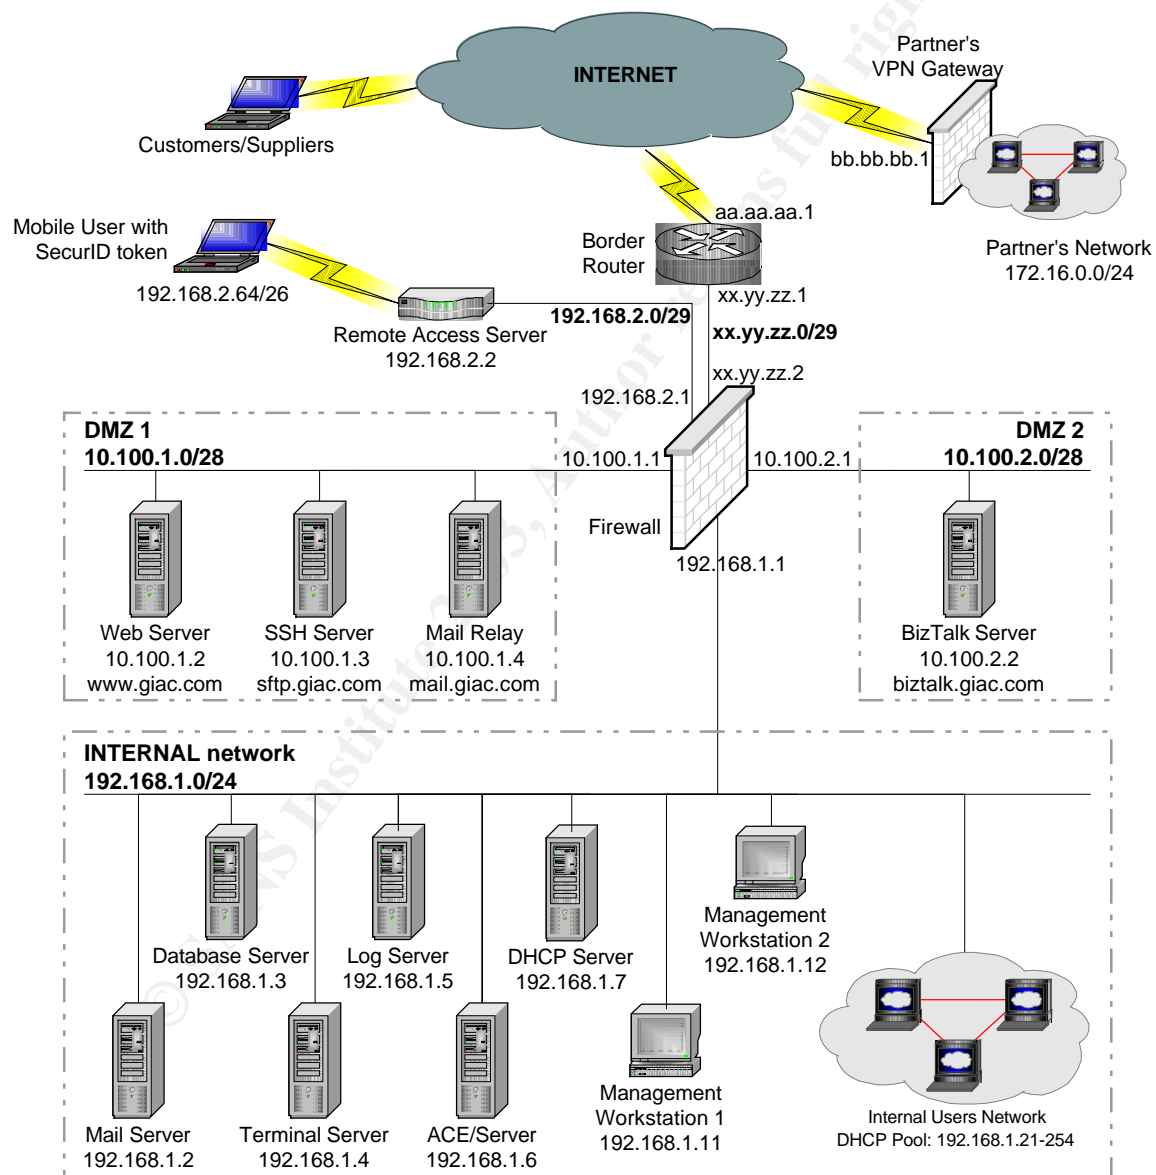 INTERNET
Partner's
VPN Gateway
Customers/Suppliers
bb.bb.bb.1
aa.aa.aa.1
Mobile User with
SecurID token
Border
Router
Partner's Network
172.16.0.0/24
192.168.2.64/26
xx.yy.zz.1
192.168.2.0/29
Remote Access Server
192.168.2.2
xx.yy.zz.0/29
xx.yy.zz.2
192.168.2.1
DMZ 1
10.100.1.0/28
10.100.1.1
10.100.2.1
DMZ 2
10.100.2.0/28
Firewall
192.168.1.1
Web Server
10.100.1.2
www.giac.com
SSH Server
10.100.1.3
sftp.giac.com
Mail Relay
10.100.1.4
mail.giac.com
BizTalk Server
10.100.2.2
biztalk.giac.com
INTERNAL network
192.168.1.0/24
Database Server
192.168.1.3
Log Server
192.168.1.5
DHCP Server
192.168.1.7
Management
Workstation 2
192.168.1.12
Mail Server
192.168.1.2
Terminal Server
192.168.1.4
ACE/Server
192.168.1.6
Management
Workstation 1
192.168.1.11
Internal Users Network
DHCP Pool: 192.168.1.21-254